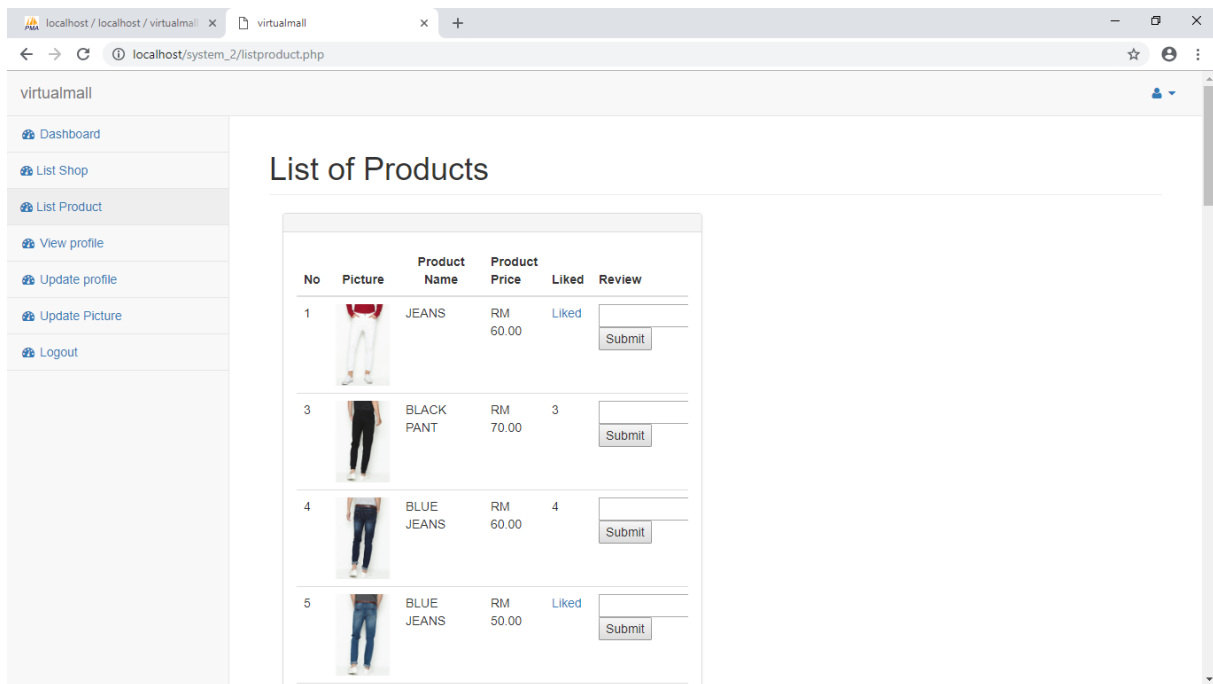 localhost / localhost / virtualmall
virtualmall
localhost/system_2/listproduct.php
virtualmall
Dashboard
List Shop
List Product
View profile
Update profile
Update Picture
Logout
List of Products
No Picture Product Name Product Price Liked Review
1 JEANS RM 60.00 Liked
Submit
3 BLACK PANT RM 70.00 3
Submit
4 BLUE JEANS RM 60.00 4
Submit
5 BLUE JEANS RM 50.00 Liked
Submit